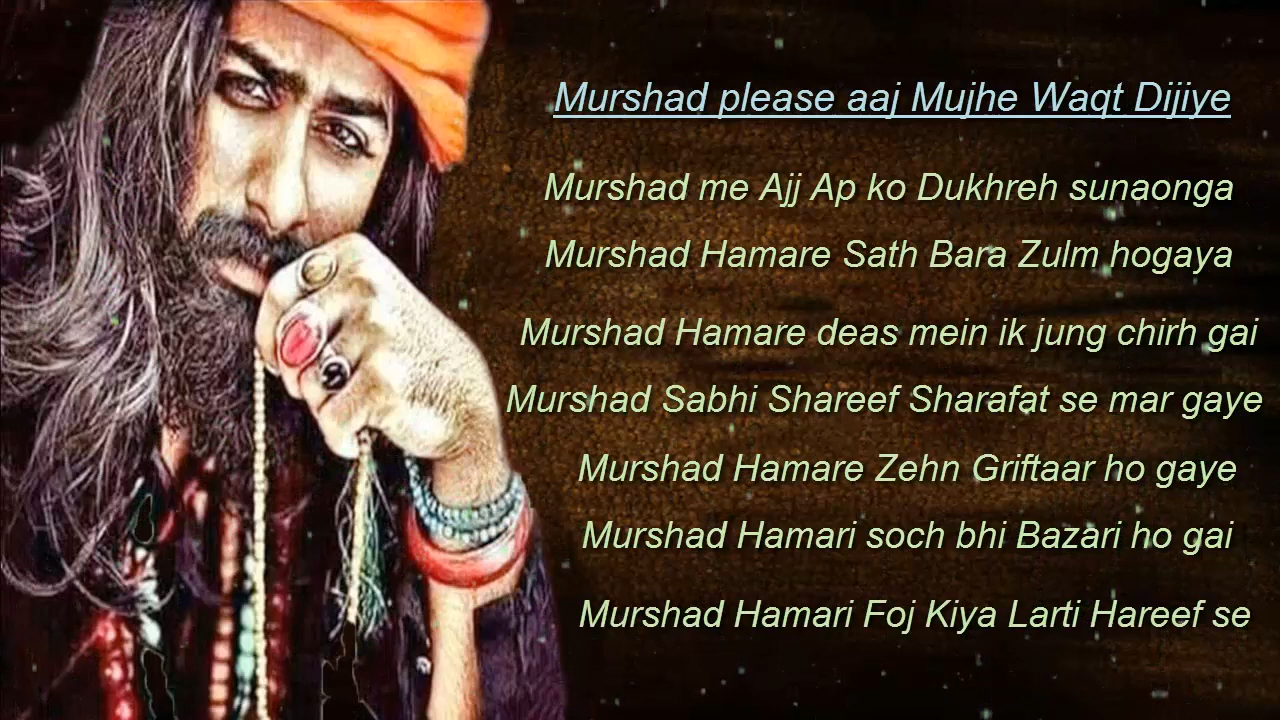 Murshad please aaj Mujhe Waqt Dijiye
Murshad me Ajj Ap ko Dukhreh sunaonga
Murshad Hamare Sath Bara Zulm hogaya
Murshad Hamare deas mein ik jung chirh gai
Murshad Sabhi Shareef Sharafat se mar gaye
Murshad Hamare Zehn Griftaar ho gaye
Murshad Hamari soch bhi Bazari ho gai
Murshad Hamari Foj Kiya Larti Hareef se